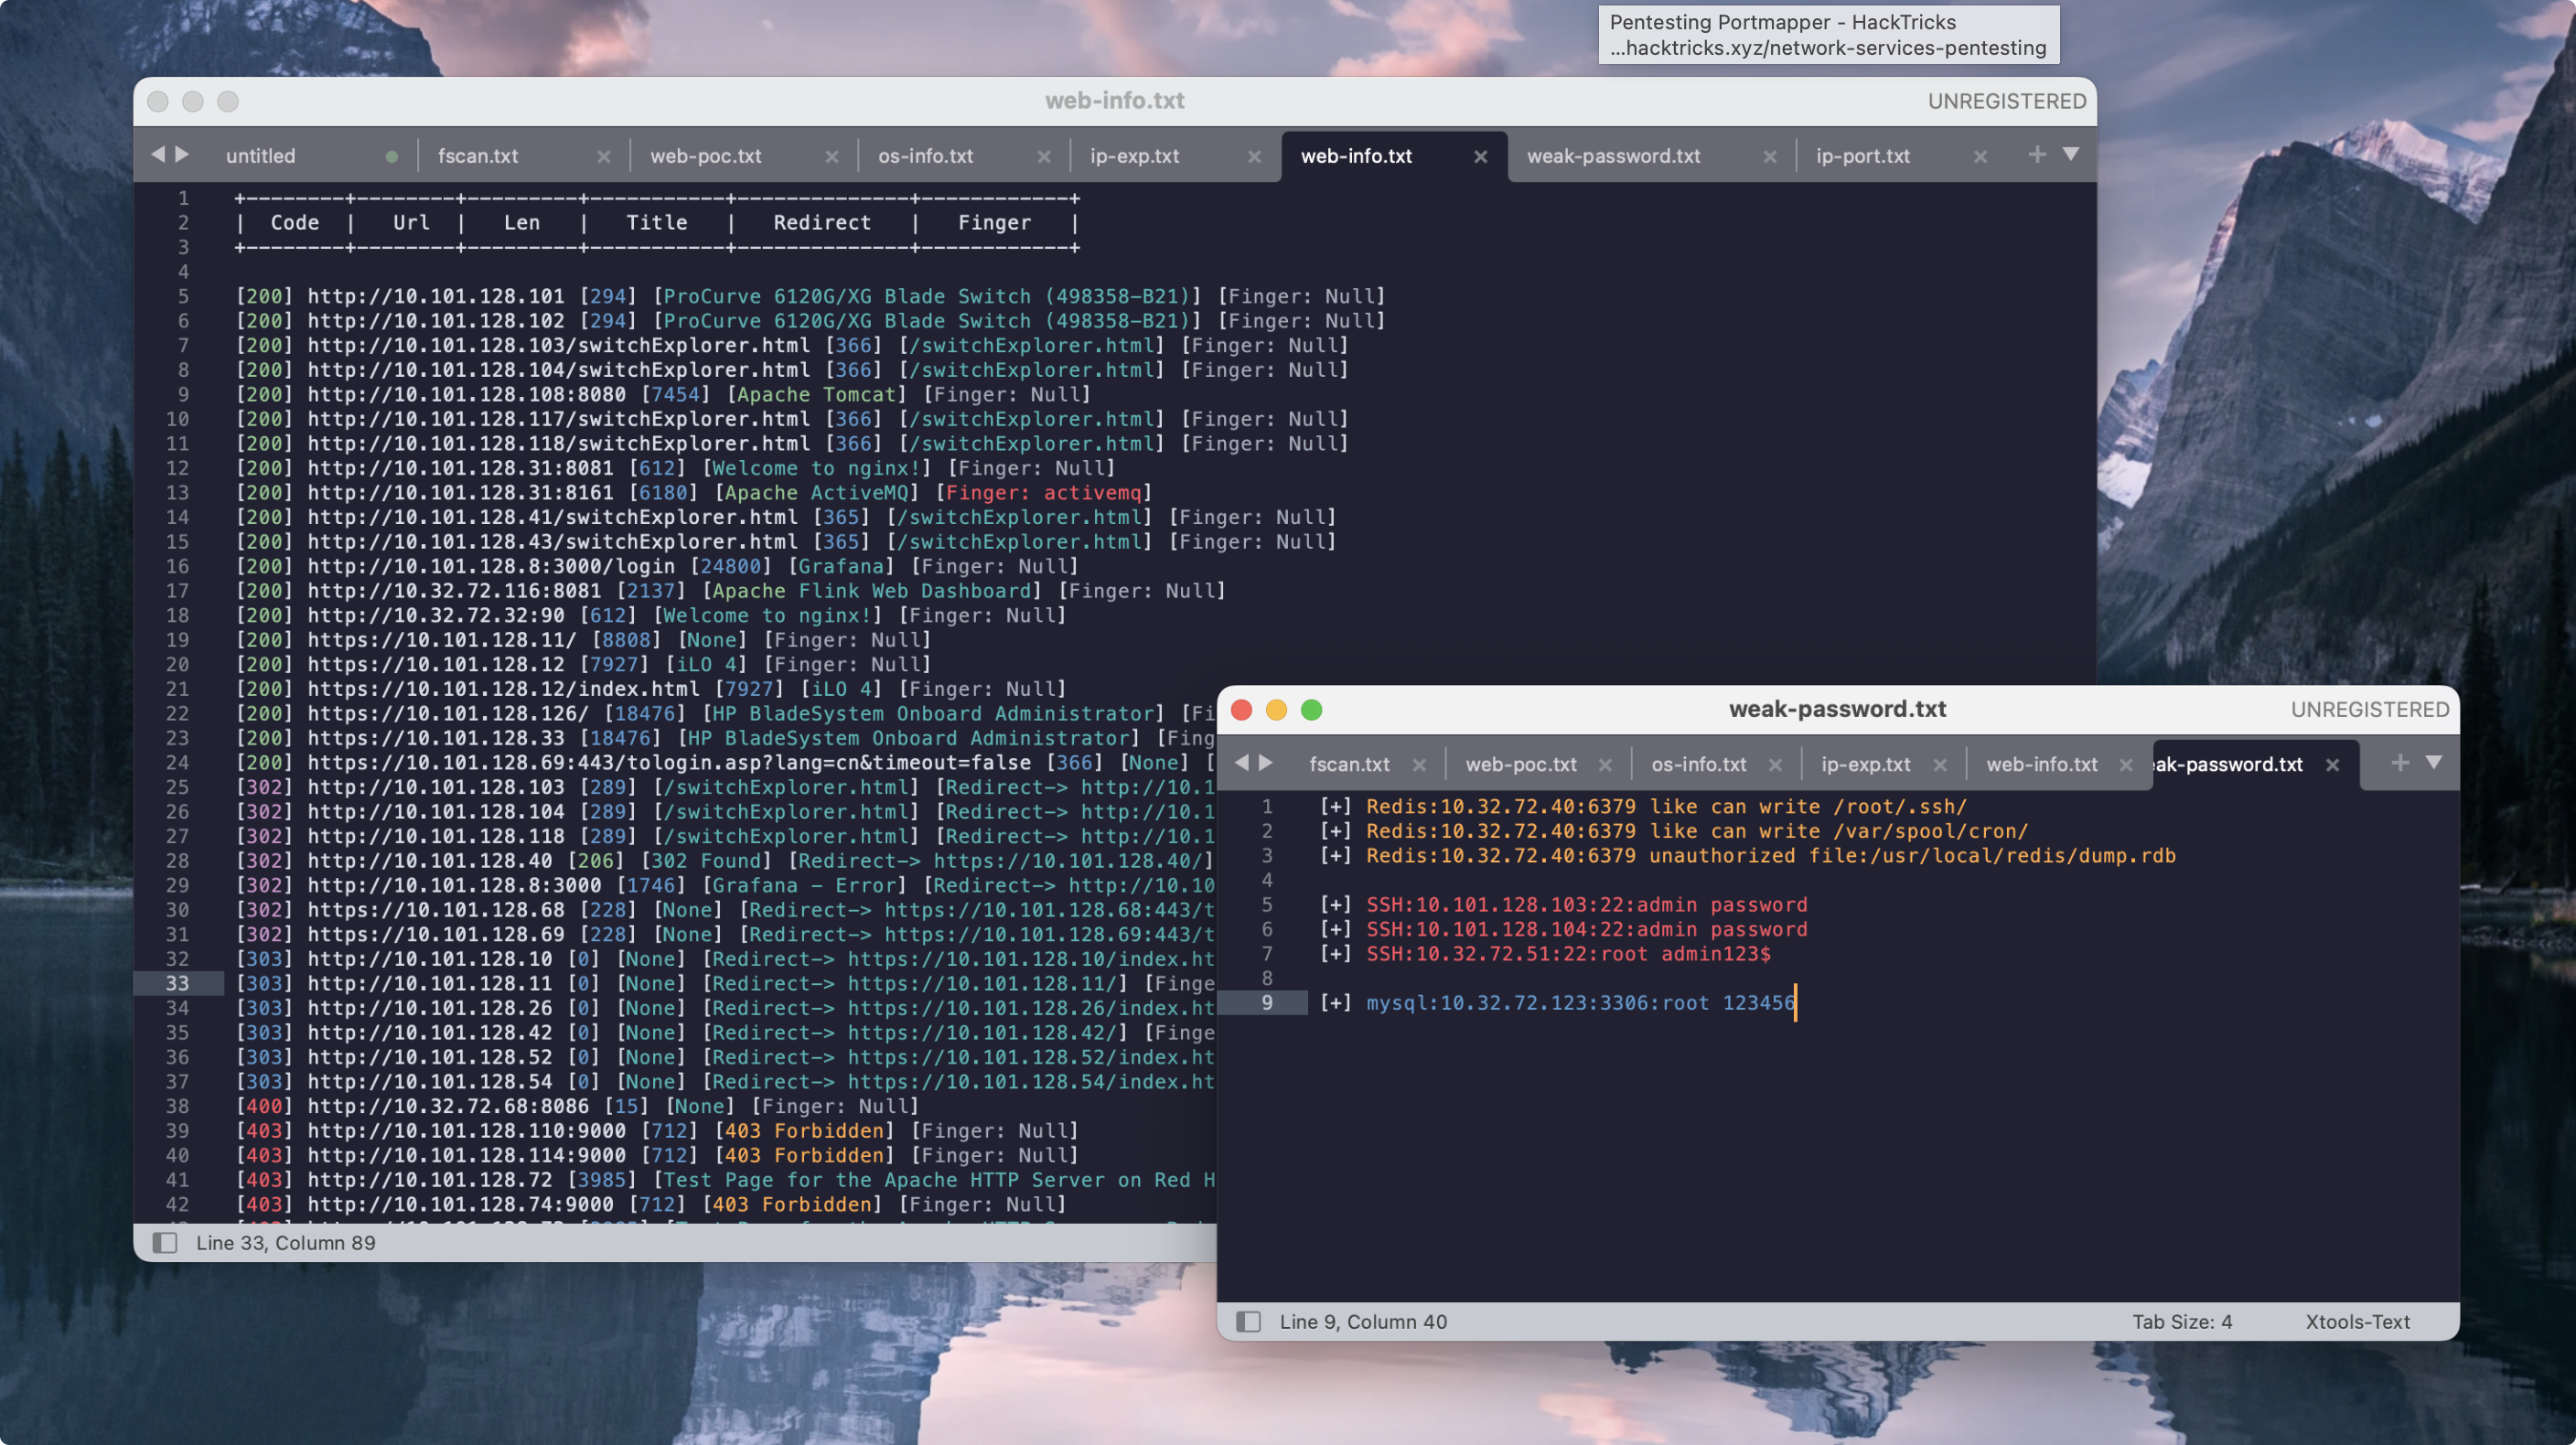 Pentesting Portmapper - HackTricks
...hacktricks.xyz/network-services-pentesting
web-info.txt
UNREGISTERED
untitled fscan.txt web-poc.txt os-info.txt ip-exp.txt web-info.txt weak-password.txt ip-port.txt
1 +--------+--------+---------+-----------+--------------+------------+
2 | Code | Url | Len | Title | Redirect | Finger |
3 +--------+--------+---------+-----------+--------------+------------+
4
5 [200] http://10.101.128.101 [294] [ProCurve 6120G/XG Blade Switch (498358-B21)] [Finger: Null]
6 [200] http://10.101.128.102 [294] [ProCurve 6120G/XG Blade Switch (498358-B21)] [Finger: Null]
7 [200] http://10.101.128.103/switchExplorer.html [366] [/switchExplorer.html] [Finger: Null]
8 [200] http://10.101.128.104/switchExplorer.html [366] [/switchExplorer.html] [Finger: Null]
9 [200] http://10.101.128.108:8080 [7454] [Apache Tomcat] [Finger: Null]
10 [200] http://10.101.128.117/switchExplorer.html [366] [/switchExplorer.html] [Finger: Null]
11 [200] http://10.101.128.118/switchExplorer.html [366] [/switchExplorer.html] [Finger: Null]
12 [200] http://10.101.128.31:8081 [612] [Welcome to nginx!] [Finger: Null]
13 [200] http://10.101.128.31:8161 [6180] [Apache ActiveMQ] [Finger: activemq]
14 [200] http://10.101.128.41/switchExplorer.html [365] [/switchExplorer.html] [Finger: Null]
15 [200] http://10.101.128.43/switchExplorer.html [365] [/switchExplorer.html] [Finger: Null]
16 [200] http://10.101.128.8:3000/login [24800] [Grafana] [Finger: Null]
17 [200] http://10.32.72.116:8081 [2137] [Apache Flink Web Dashboard] [Finger: Null]
18 [200] http://10.32.72.32:90 [612] [Welcome to nginx!] [Finger: Null]
19 [200] https://10.101.128.11/ [8808] [None] [Finger: Null]
20 [200] https://10.101.128.12 [7927] [iLO 4] [Finger: Null]
21 [200] https://10.101.128.12/index.html [7927] [iLO 4] [Finger: Null]
22 [200] https://10.101.128.126/ [18476] [HP BladeSystem Onboard Administrator] [Fi
23 [200] https://10.101.128.33 [18476] [HP BladeSystem Onboard Administrator] [Fing
24 [200] https://10.101.128.69:443/tologin.asp?lang=cn&timeout=false [366] [None] [
25 [302] http://10.101.128.103 [289] [/switchExplorer.html] [Redirect-> http://10.1
26 [302] http://10.101.128.104 [289] [/switchExplorer.html] [Redirect-> http://10.1
27 [302] http://10.101.128.118 [289] [/switchExplorer.html] [Redirect-> http://10.1
28 [302] http://10.101.128.40 [206] [302 Found] [Redirect-> https://10.101.128.40/]
29 [302] http://10.101.128.8:3000 [1746] [Grafana - Error] [Redirect-> http://10.10
30 [302] https://10.101.128.68 [228] [None] [Redirect-> https://10.101.128.68:443/t
31 [302] https://10.101.128.69 [228] [None] [Redirect-> https://10.101.128.69:443/t
32 [303] http://10.101.128.10 [0] [None] [Redirect-> https://10.101.128.10/index.ht
33 [303] http://10.101.128.11 [0] [None] [Redirect-> https://10.101.128.11/] [Finge
34 [303] http://10.101.128.26 [0] [None] [Redirect-> https://10.101.128.26/index.ht
35 [303] http://10.101.128.42 [0] [None] [Redirect-> https://10.101.128.42/] [Finge
36 [303] http://10.101.128.52 [0] [None] [Redirect-> https://10.101.128.52/index.ht
37 [303] http://10.101.128.54 [0] [None] [Redirect-> https://10.101.128.54/index.ht
38 [400] http://10.32.72.68:8086 [15] [None] [Finger: Null]
39 [403] http://10.101.128.110:9000 [712] [403 Forbidden] [Finger: Null]
40 [403] http://10.101.128.114:9000 [712] [403 Forbidden] [Finger: Null]
41 [403] http://10.101.128.72 [3985] [Test Page for the Apache HTTP Server on Red H
42 [403] http://10.101.128.74:9000 [712] [403 Forbidden] [Finger: Null]
Line 33, Column 89
weak-password.txt
UNREGISTERED
fscan.txt web-poc.txt os-info.txt ip-exp.txt web-info.txt ak-password.txt
1 [+] Redis:10.32.72.40:6379 like can write /root/.ssh/
2 [+] Redis:10.32.72.40:6379 like can write /var/spool/cron/
3 [+] Redis:10.32.72.40:6379 unauthorized file:/usr/local/redis/dump.rdb
4
5 [+] SSH:10.101.128.103:22:admin password
6 [+] SSH:10.101.128.104:22:admin password
7 [+] SSH:10.32.72.51:22:root admin123$
8
9 [+] mysql:10.32.72.123:3306:root 123456
Line 9, Column 40
Tab Size: 4
Xtools-Text